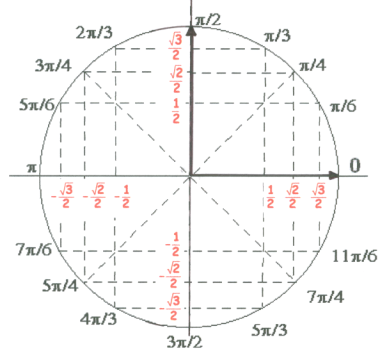 π/2
2π/3 √3/2 π/3
3π/4 √2/2 π/4
5π/6 1/2 π/6
π 0
-√3/2 -√2/2 -1/2 1/2 √2/2 √3/2
7π/6 -1/2 11π/6
5π/4 -√2/2 7π/4
4π/3 -√3/2 5π/3
3π/2